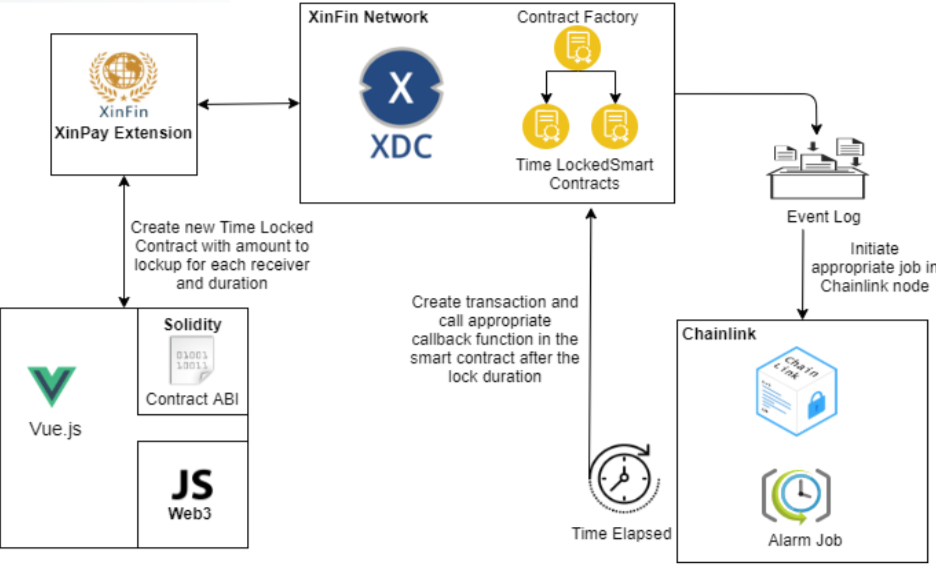 XinFin Network
Contract Factory
X
XDC
Time LockedSmart
Contracts
XinFin
XinPay Extension
Event Log
Create new Time Locked
Contract with amount to
lockup for each receiver
and duration
Initiate
appropriate job in
Chainlink node
Create transaction and
call appropriate
callback function in the
smart contract after the
lock duration
Solidity
01001
10011
Contract ABI
Vue.js
JS
Web3
Time Elapsed
Chainlink
Chain
Link
Alarm Job